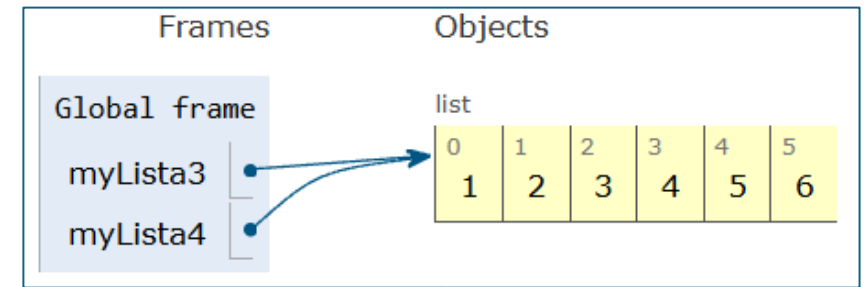 Frames Objects
Global frame
list
myLista3
0 1 2 3 4 5
1 2 3 4 5 6
myLista4